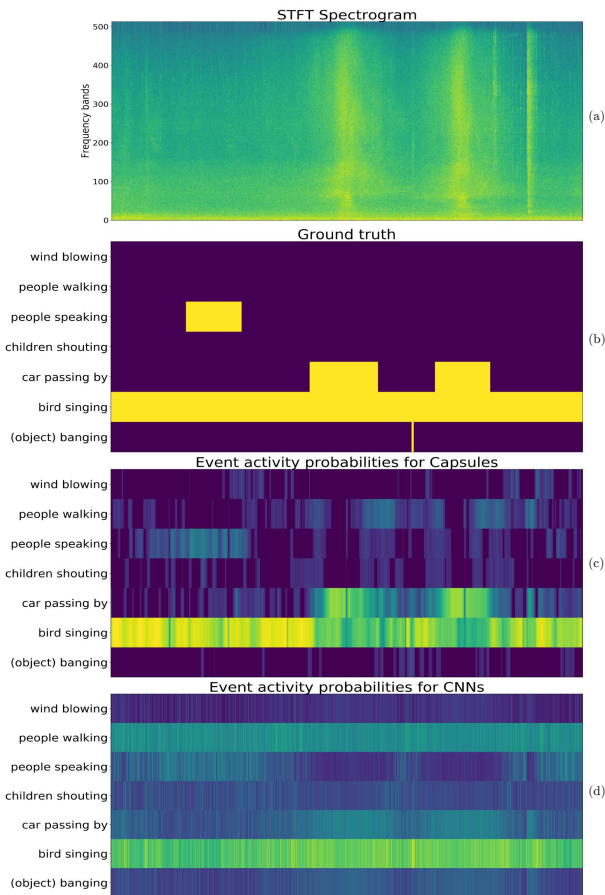 STFT Spectrogram
500
400
300
200
100
0
Frequency bands
(a)
Ground truth
wind blowing
people walking
people speaking
children shouting
car passing by
bird singing
(object) banging
(b)
Event activity probabilities for Capsules
wind blowing
people walking
people speaking
children shouting
car passing by
bird singing
(object) banging
(c)
Event activity probabilities for CNNs
wind blowing
people walking
people speaking
children shouting
car passing by
bird singing
(object) banging
(d)